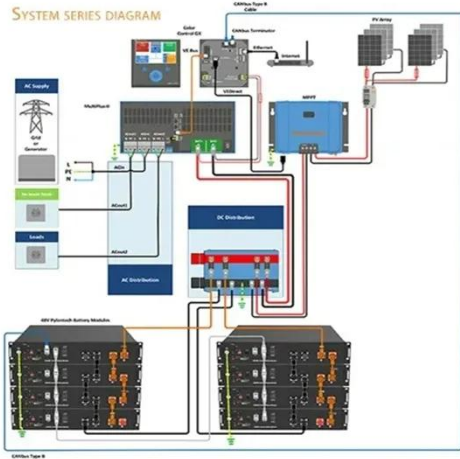 SYSTEM SERIES DIAGRAM
CANbus Type B
Cable
Color
Control GX
CANbus Terminator
PV Array
Ethernet
Internet
VE Bus
AC Supply
VE Direct
MPPT
MultiPlus-II
Grid
or
Generator
L
PE
N
ACin
ACout1
DC Distribution
Loads
ACout2
AC Distribution
48V Pylontech Battery Modules
CANbus Type B